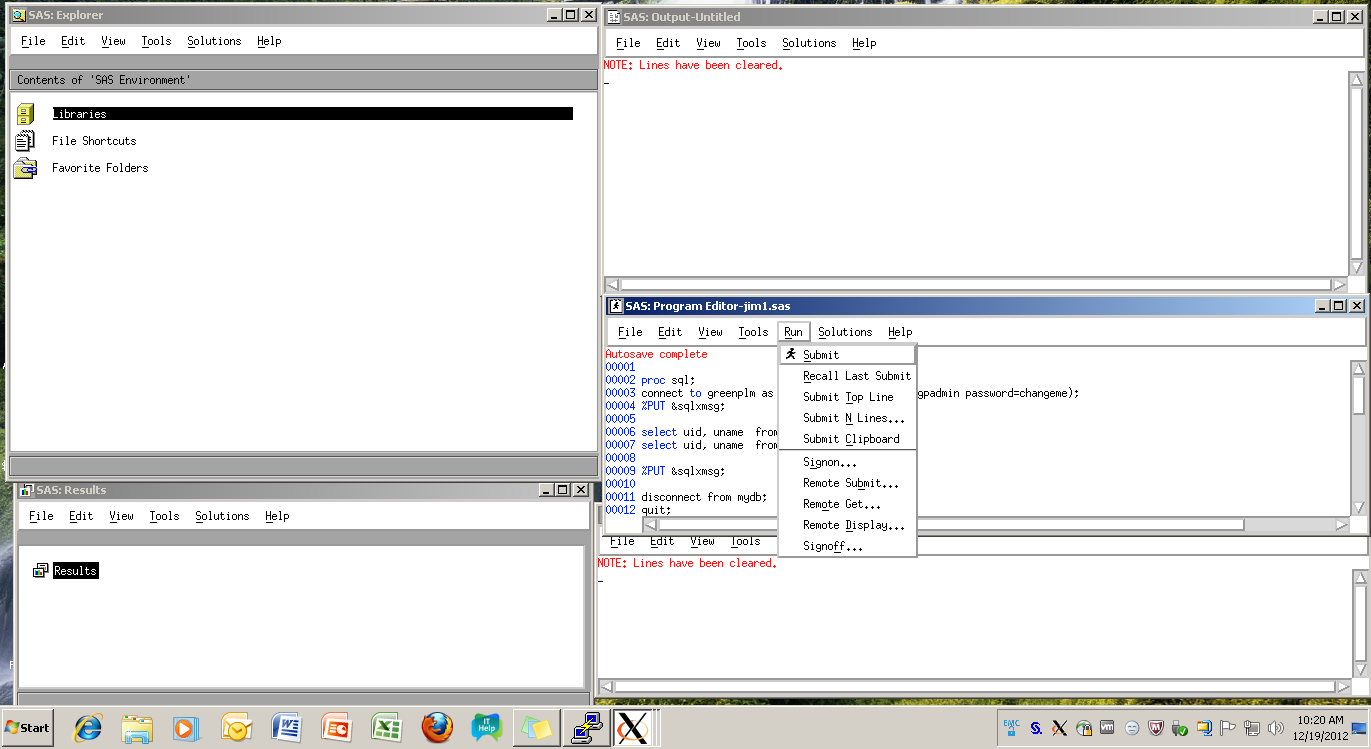 SAS: Explorer
File Edit View Tools Solutions Help
Contents of 'SAS Environment'
Libraries
File Shortcuts
Favorite Folders
SAS: Output-Untitled
File Edit View Tools Solutions Help
NOTE: Lines have been cleared.
SAS: Program Editor-jim1.sas
File Edit View Tools Run Solutions Help
Autosave complete
00001
00002 proc sql;
00003 connect to greenplm as gpadmin password=changeme);
00004 %PUT &sqlxmsg;
00005
00006 select uid, uname from
00007 select uid, uname from
00008
00009 %PUT &sqlxmsg;
00010
00011 disconnect from mydb;
00012 quit;
Submit
Recall Last Submit
Submit Top Line
Submit N Lines...
Submit Clipboard
Signon...
Remote Submit...
Remote Get...
Remote Display...
Signoff...
SAS: Results
File Edit View Tools Solutions Help
Results
File Edit View Tools
NOTE: Lines have been cleared.
Start
IT Help
EMC
10:20 AM
12/19/2012